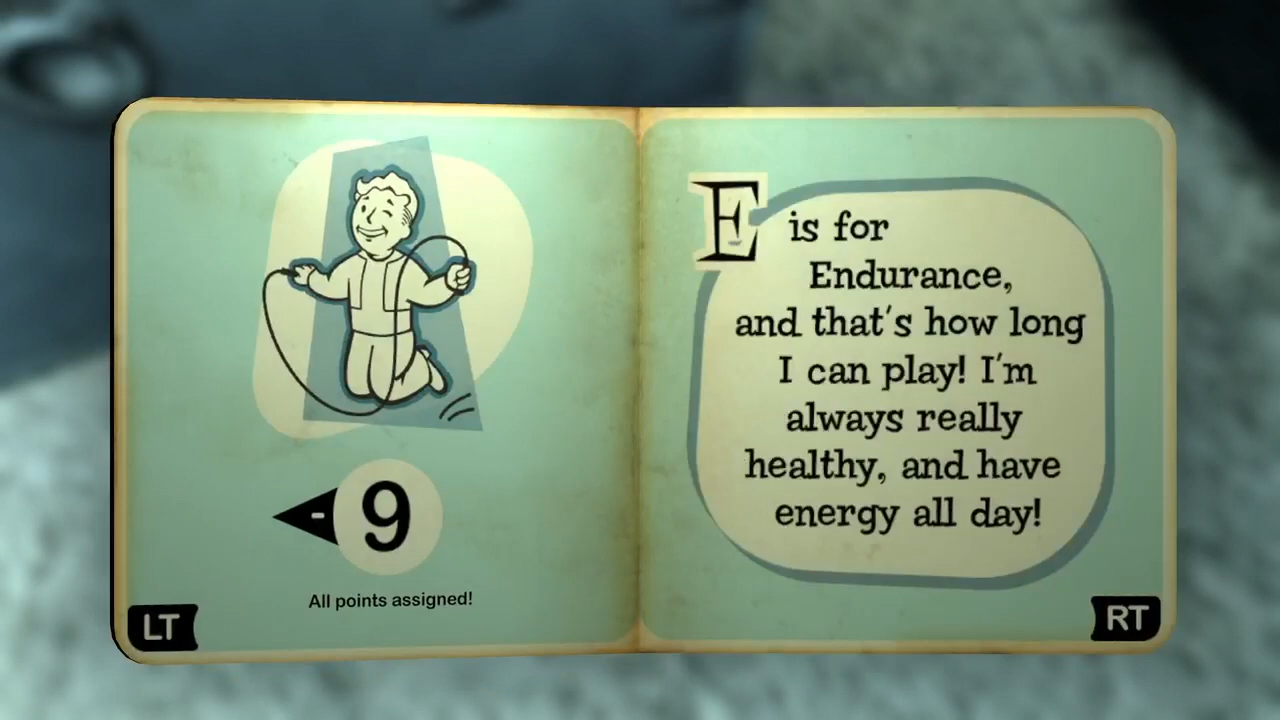 - 9
All points assigned!
LT
E is for
Endurance,
and that's how long
I can play! I'm
always really
healthy, and have
energy all day!
RT